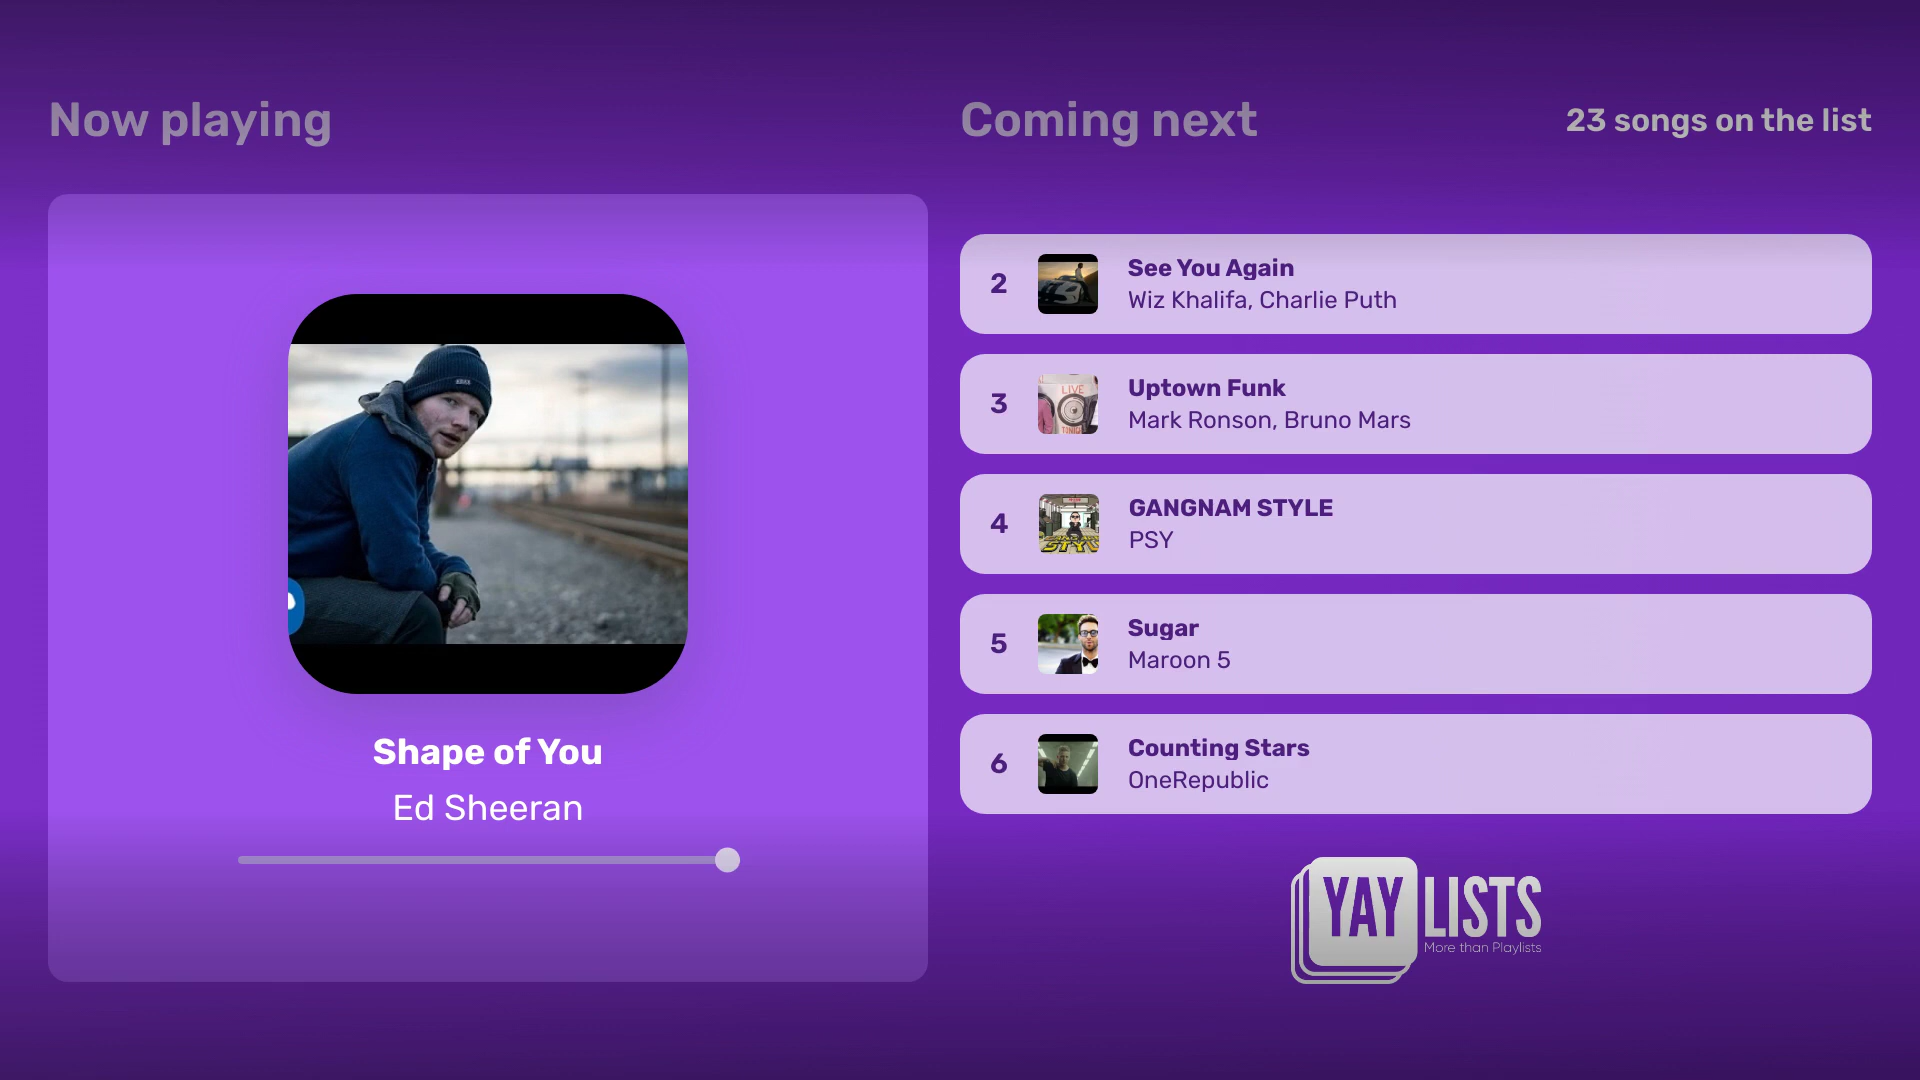 Now playing
Shape of You
Ed Sheeran
Coming next
23 songs on the list
2
See You Again
Wiz Khalifa, Charlie Puth
3
LIVE
Uptown Funk
Mark Ronson, Bruno Mars
4
GANGNAM STYLE
PSY
5
Sugar
Maroon 5
6
Counting Stars
OneRepublic
YAYLISTS
More than Playlists